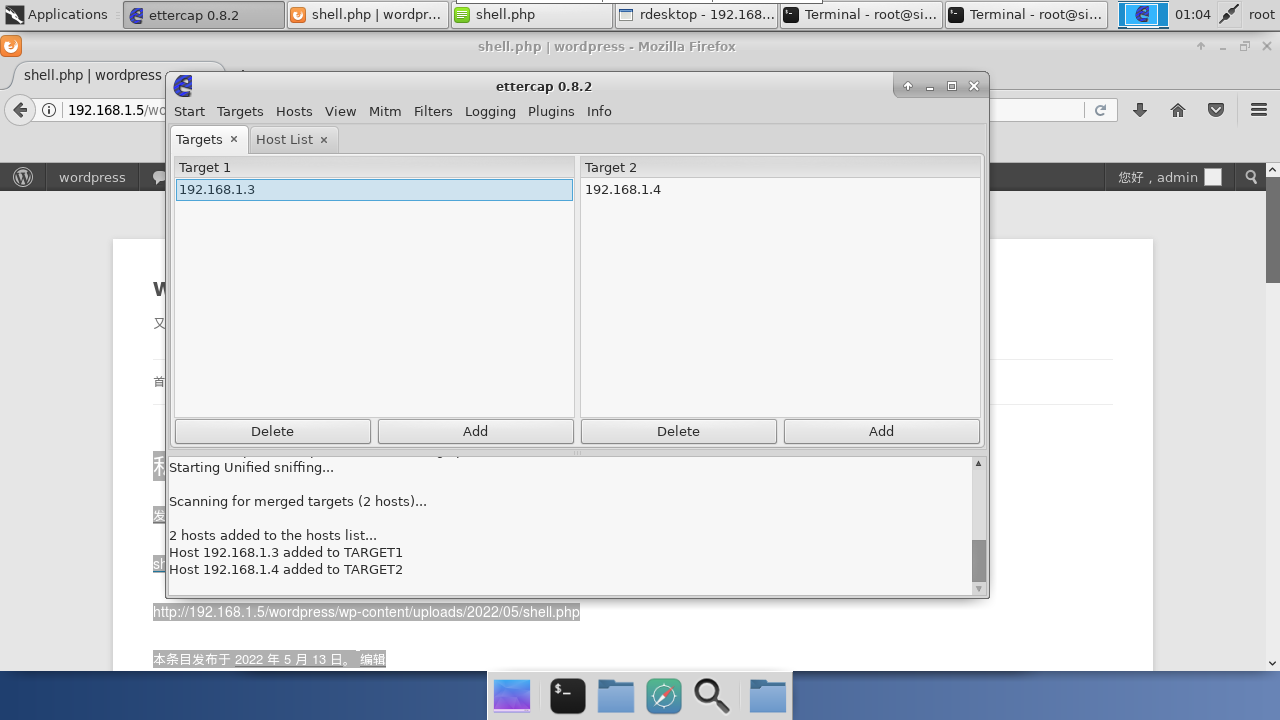 Applications
ettercap 0.8.2
shell.php | wordpr...
shell.php
rdesktop - 192.168...
Terminal - root@si...
Terminal - root@si...
01:04
root
shell.php | wordpress - Mozilla Firefox
shell.php | wordpress
192.168.1.5/wo
wordpress
您好 , admin
ettercap 0.8.2
Start Targets Hosts View Mitm Filters Logging Plugins Info
Targets
Host List
Target 1
Target 2
192.168.1.3
192.168.1.4
Delete
Add
Delete
Add
Starting Unified sniffing...
Scanning for merged targets (2 hosts)...
2 hosts added to the hosts list...
Host 192.168.1.3 added to TARGET1
Host 192.168.1.4 added to TARGET2
又
首
发
sh
http://192.168.1.5/wordpress/wp-content/uploads/2022/05/shell.php
本条目发布于 2022 年 5 月 13 日。 编辑